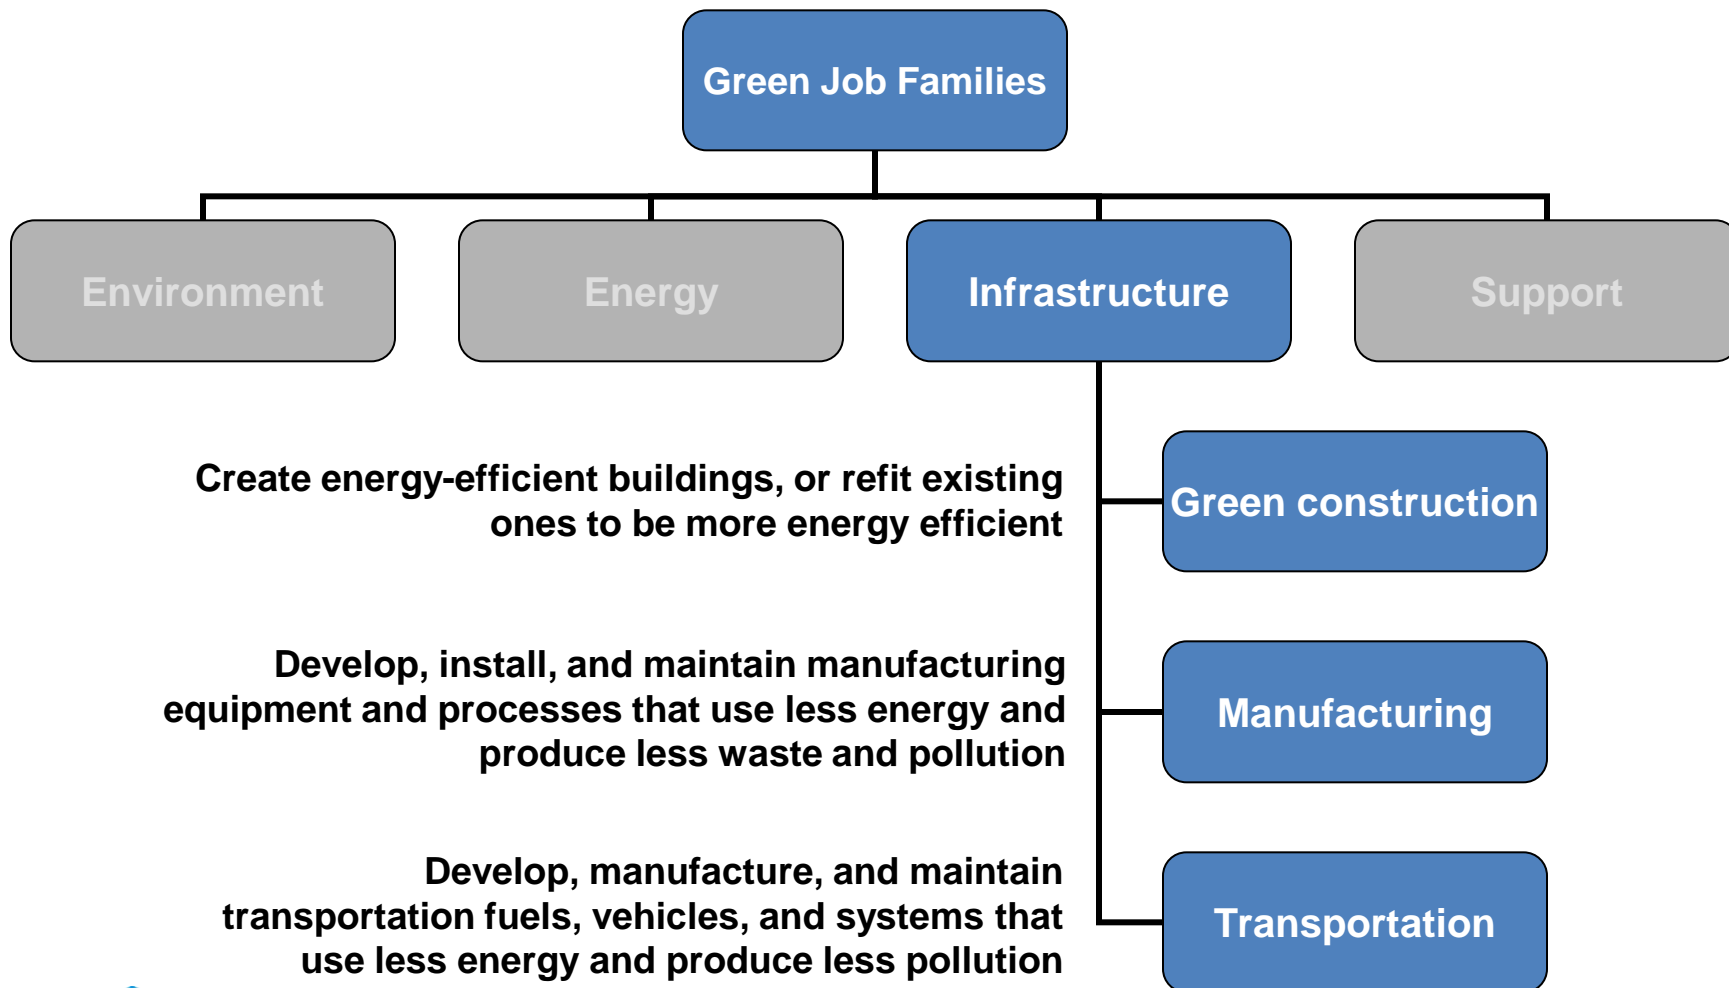 Green Job Families
Environment
Energy
Infrastructure
Support
Create energy-efficient buildings, or refit existing
ones to be more energy efficient
Green construction
Develop, install, and maintain manufacturing
equipment and processes that use less energy and
produce less waste and pollution
Manufacturing
Develop, manufacture, and maintain
transportation fuels, vehicles, and systems that
use less energy and produce less pollution
Transportation